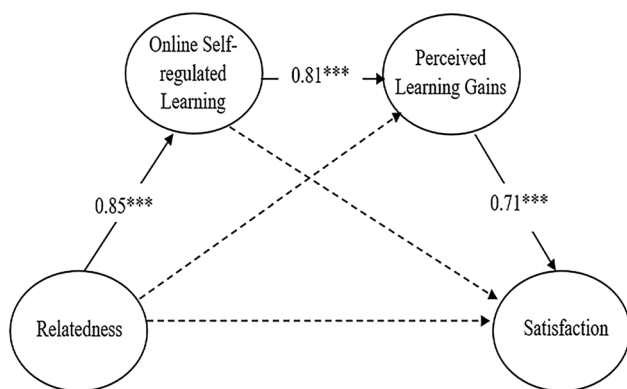 Online Self-
regulated
Learning
0.81***
Perceived
Learning Gains
0.85***
0.71***
Relatedness
Satisfaction